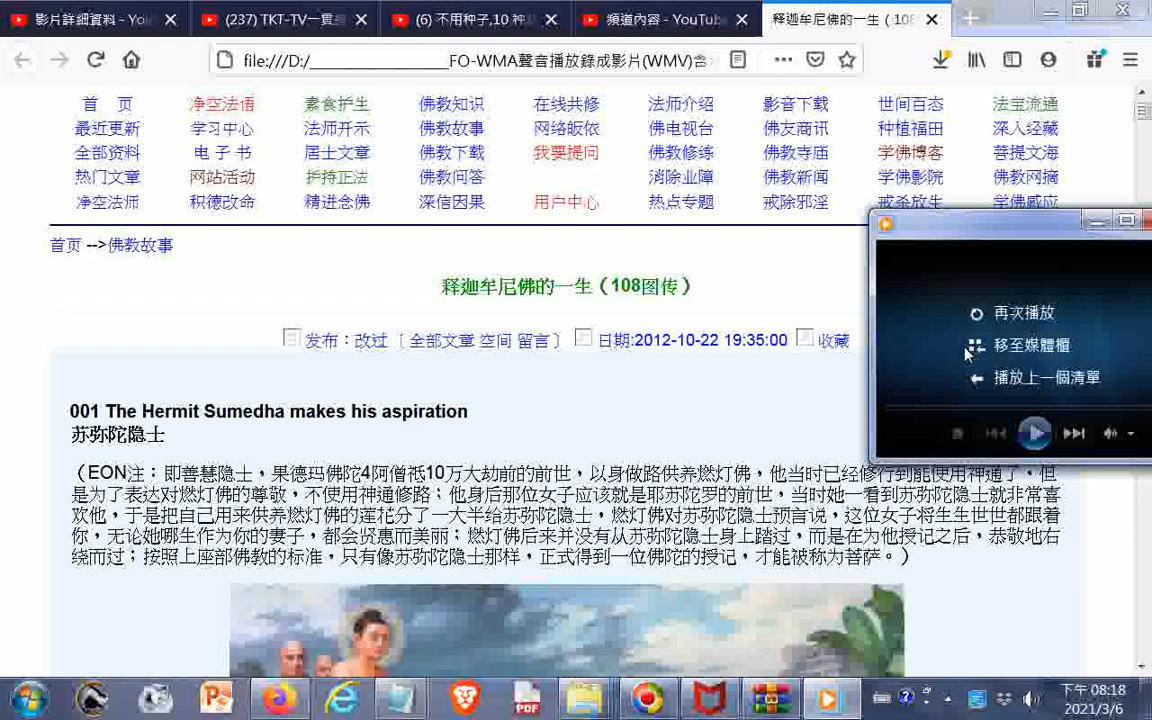 影片詳細資料 - You
(237) TKT-TV一貫
(6) 不用种子,10 种
頻道內容 - YouTub
释迦牟尼佛的一生（108
file:///D:/__________________FO-WMA聲音播放錄成影片(WMV)含
首 页 净空法语 素食护生 佛教知识 在线共修 法师介绍 影音下载 世间百态 法宝流通
最近更新 学习中心 法师开示 佛教故事 网络皈依 佛电视台 佛友商讯 种植福田 深入经藏
全部资料 电 子 书 居士文章 佛教下载 我要提问 佛教修练 佛教寺庙 学佛博客 菩提文海
热门文章 网站活动 护持正法 佛教问答 消除业障 佛教新闻 学佛影院 佛教网摘
净空法师 积德改命 精进念佛 深信因果 用户中心 热点专题 戒除邪淫 戒杀放生 学佛感应
首页 -->佛教故事
释迦牟尼佛的一生（108图传）
发布：改过 〔 全部文章 空间 留言 〕 日期:2012-10-22 19:35:00 收藏
再次播放
移至媒體櫃
播放上一個清單
001 The Hermit Sumedha makes his aspiration
苏弥陀隐士
（EON注：即善慧隐士，果德玛佛陀4阿僧祗10万大劫前的前世，以身做路供养燃灯佛，他当时已经修行到能使用神通了，但
是为了表达对燃灯佛的尊敬，不使用神通修路；他身后那位女子应该就是耶苏陀罗的前世，当时她一看到苏弥陀隐士就非常喜
欢他，于是把自己用来供养燃灯佛的莲花分了一大半给苏弥陀隐士，燃灯佛对苏弥陀隐士预言说，这位女子将生生世世都跟着
你，无论她哪生作为你的妻子，都会贤惠而美丽；燃灯佛后来并没有从苏弥陀隐士身上踏过，而是在为他授记之后，恭敬地右
绕而过；按照上座部佛教的标准，只有像苏弥陀隐士那样，正式得到一位佛陀的授记，才能被称为菩萨。）
PDF
下午 08:18
2021/3/6